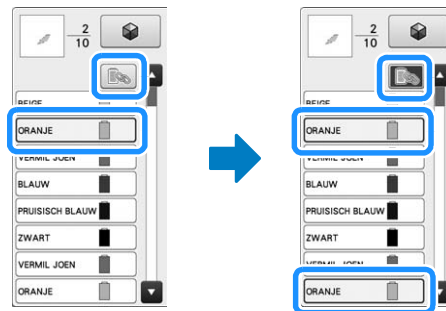 2
10
BEIGE
ORANJE
VERMIL JOEN
BLAUW
PRUISISCH BLAUW
ZWART
VERMIL JOEN
ORANJE
2
10
BEIGE
ORANJE
VERMIL JOEN
BLAUW
PRUISISCH BLAUW
ZWART
VERMIL JOEN
ORANJE